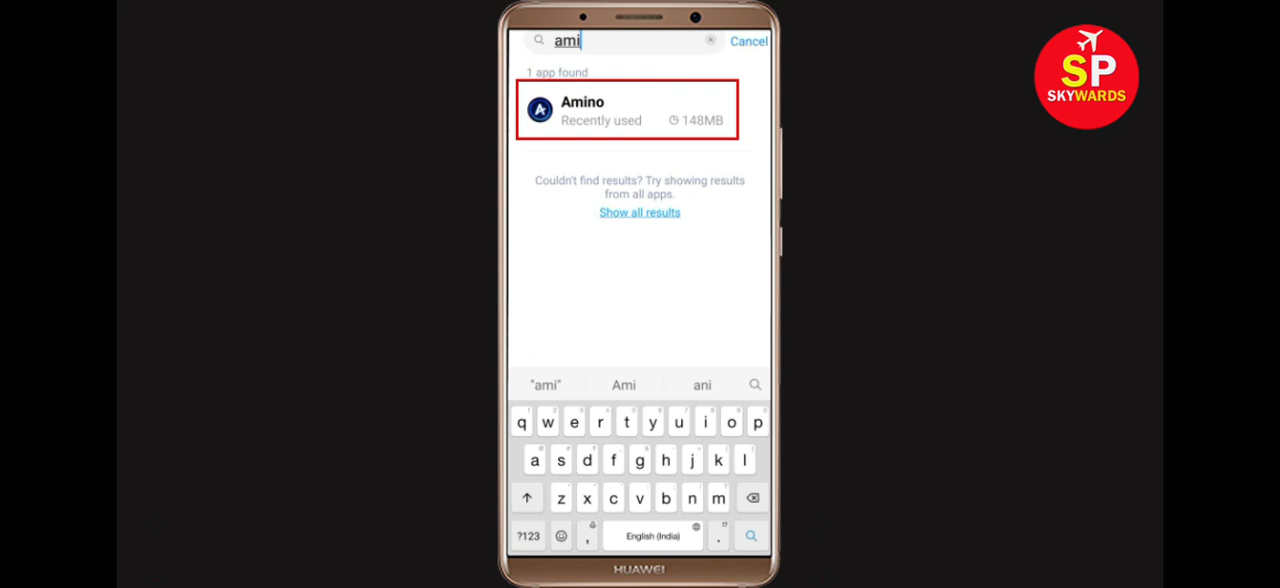 ami
Cancel
1 app found
Amino
Recently used
148MB
Couldn't find results? Try showing results
from all apps.
Show all results
"ami" Ami ani
q w e r t y u i o p
a s d f g h j k l
z x c v b n m
?123 , English (India) .
HUAWEI
SP
SKYWARDS